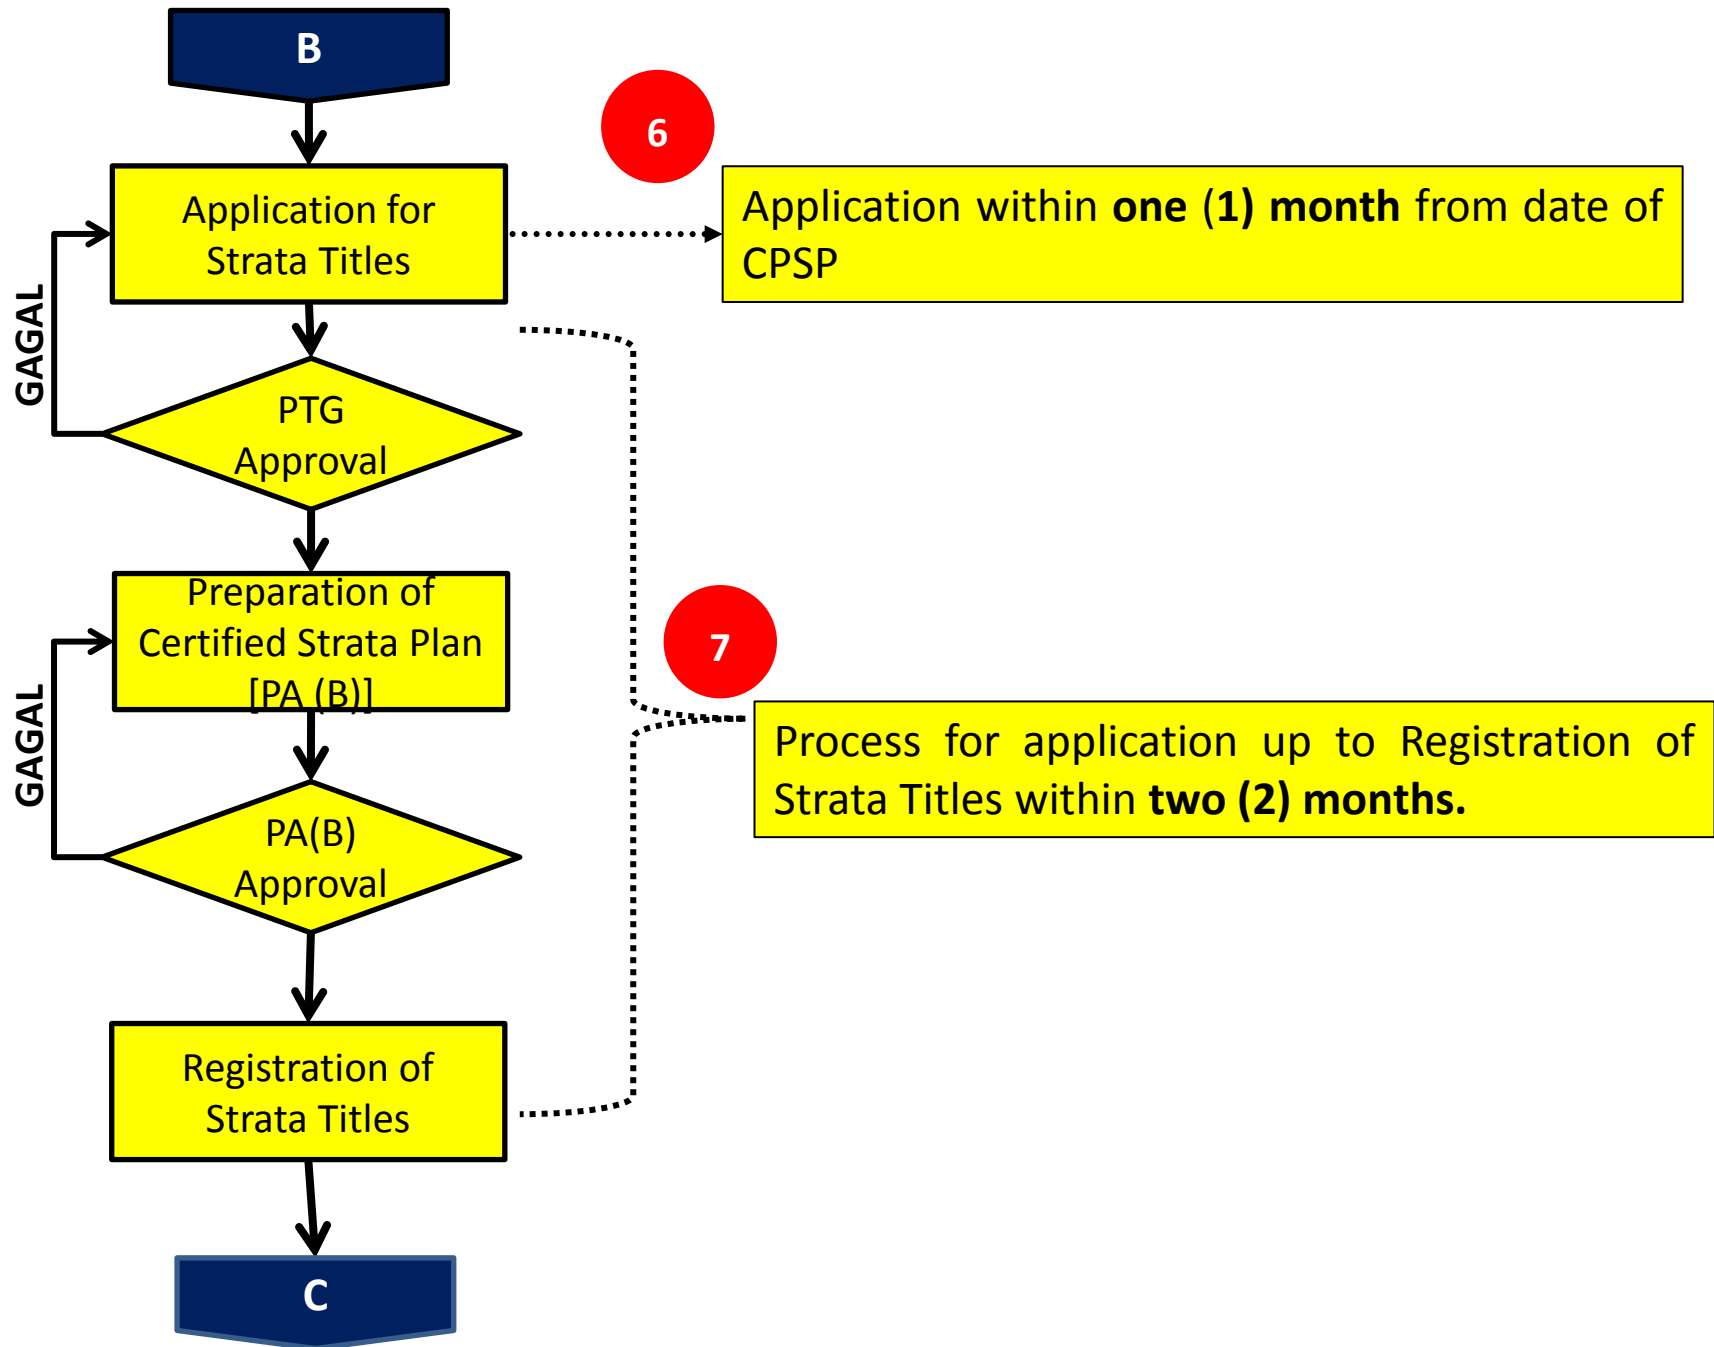 B
6
Application for
Strata Titles
Application within one (1) month from date of
CPSP
GAGAL
PTG
Approval
Preparation of
Certified Strata Plan
[PA (B)]
7
GAGAL
Process for application up to Registration of
Strata Titles within two (2) months.
PA(B)
Approval
Registration of
Strata Titles
C